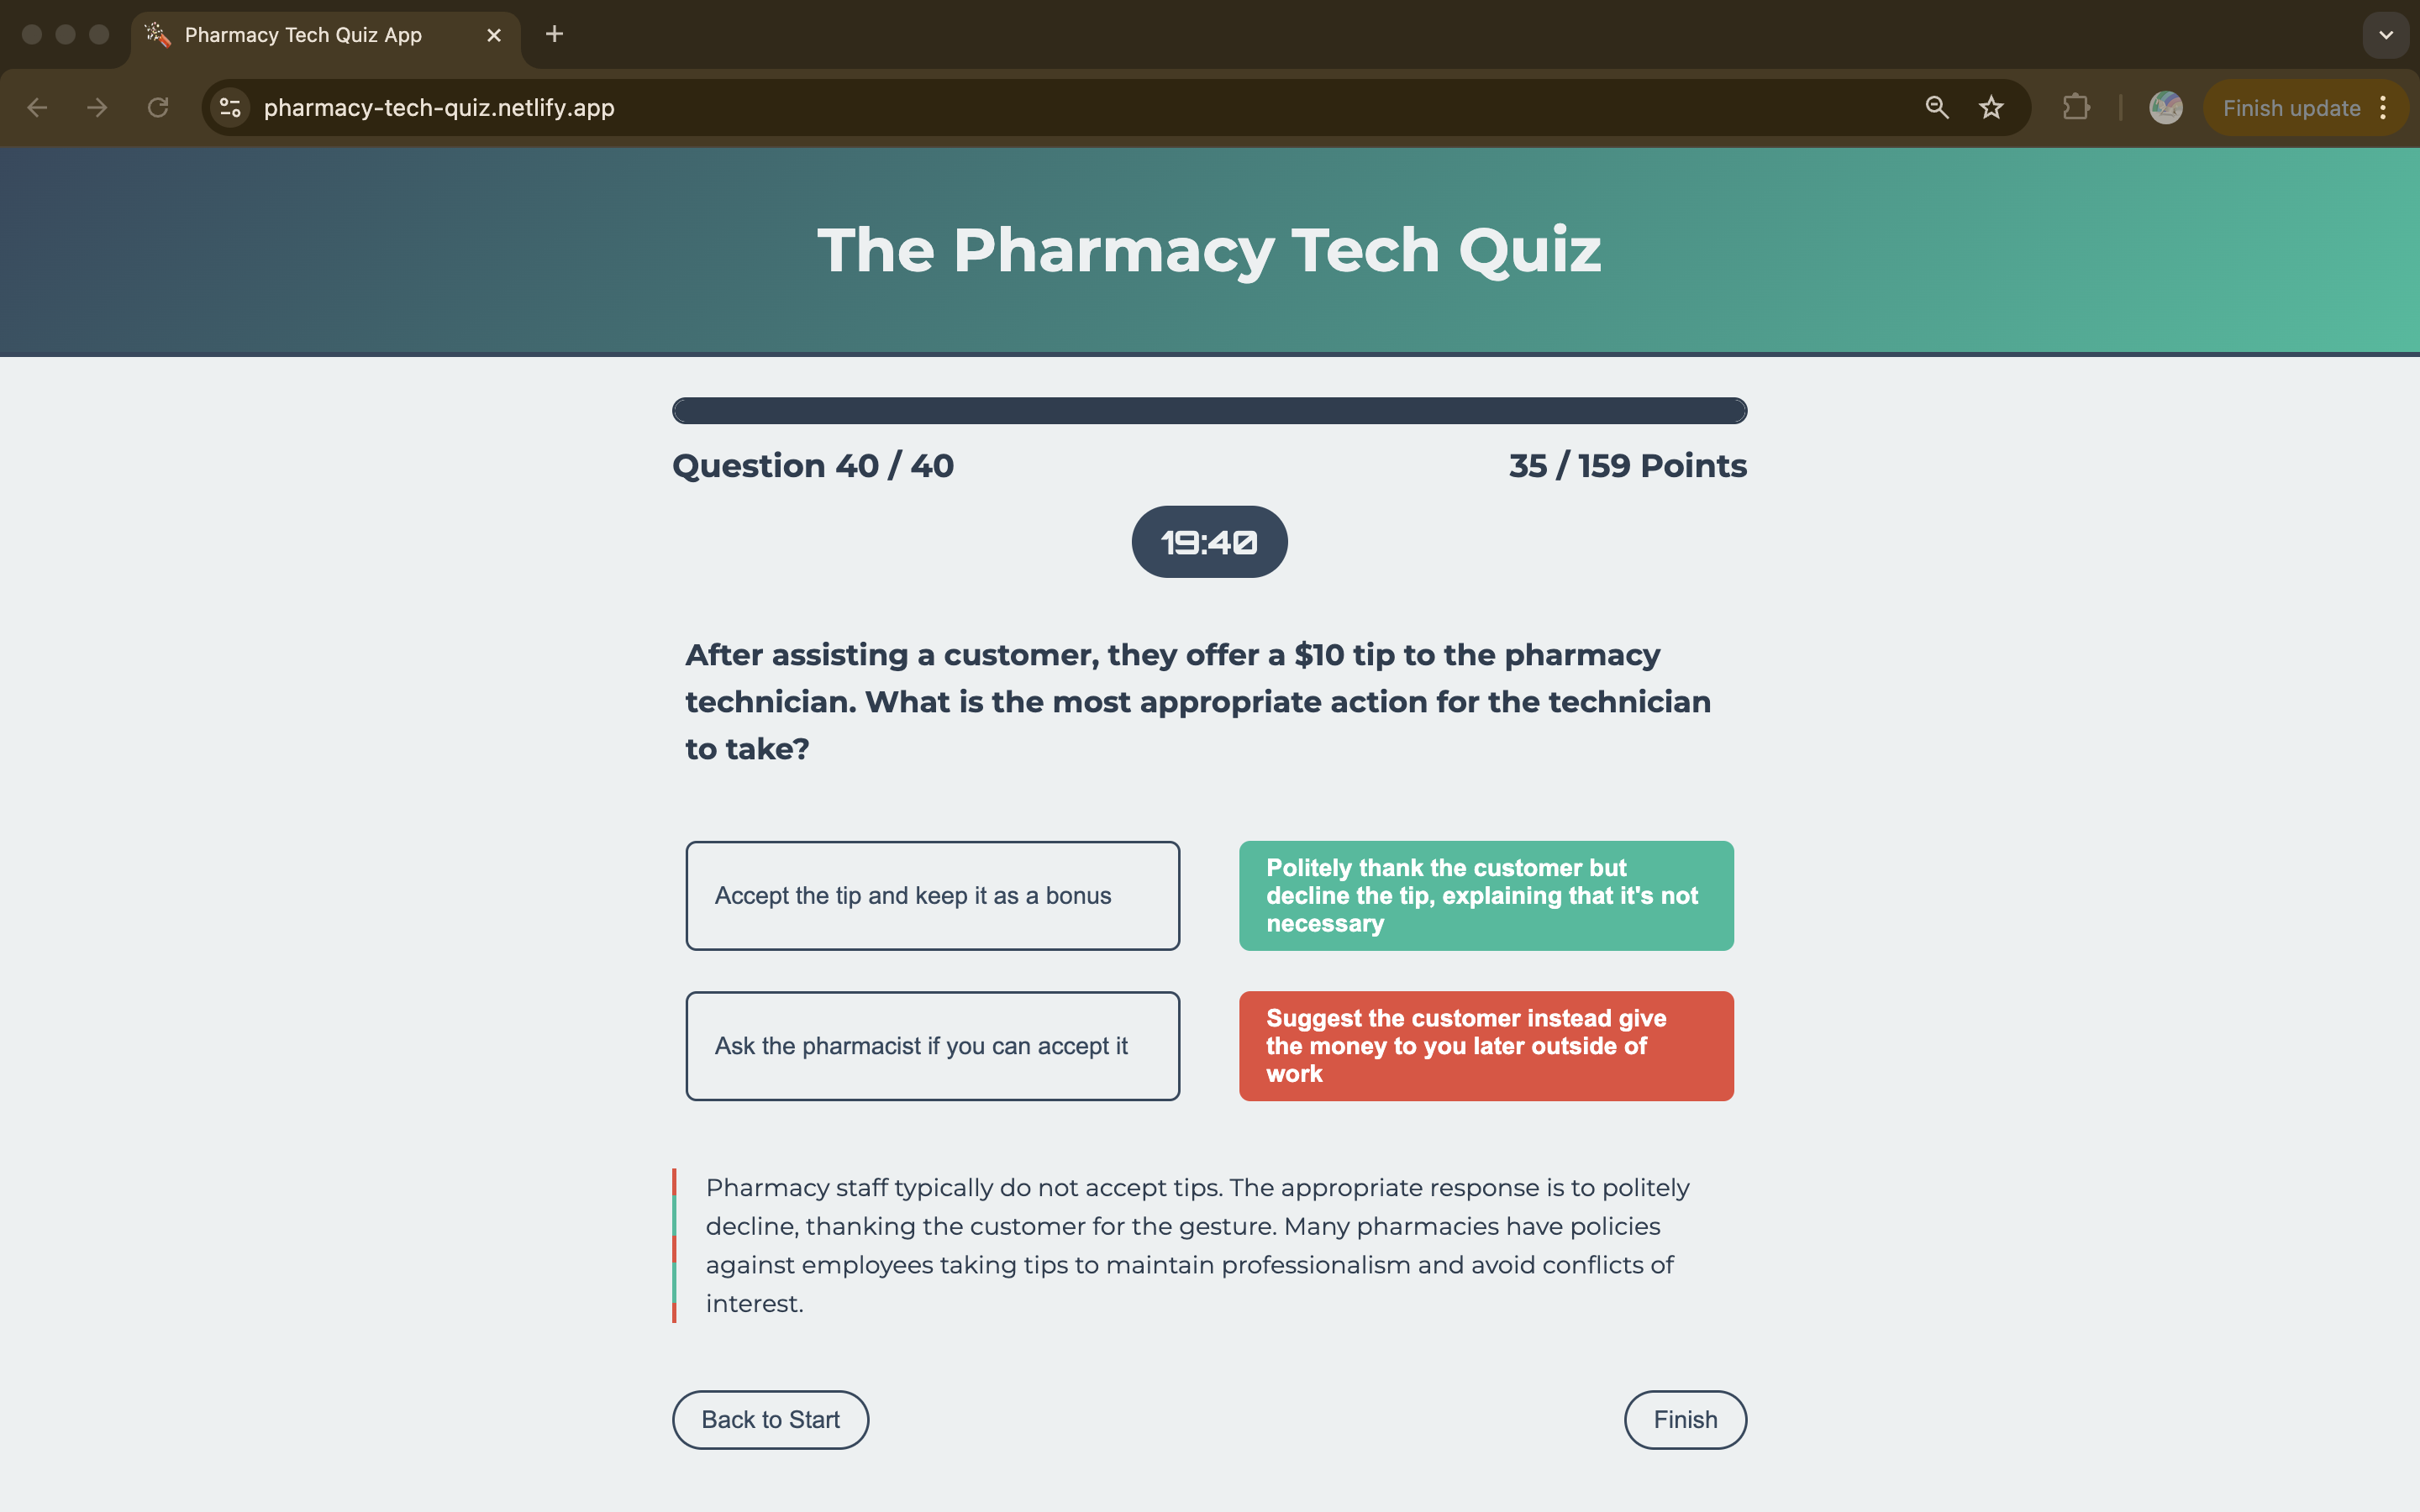 Pharmacy Tech Quiz App
pharmacy-tech-quiz.netlify.app
Finish update
The Pharmacy Tech Quiz
Question 40 / 40
35 / 159 Points
19:40
After assisting a customer, they offer a $10 tip to the pharmacy
technician. What is the most appropriate action for the technician
to take?
Accept the tip and keep it as a bonus
Politely thank the customer but
decline the tip, explaining that it's not
necessary
Ask the pharmacist if you can accept it
Suggest the customer instead give
the money to you later outside of
work
Pharmacy staff typically do not accept tips. The appropriate response is to politely
decline, thanking the customer for the gesture. Many pharmacies have policies
against employees taking tips to maintain professionalism and avoid conflicts of
interest.
Back to Start
Finish